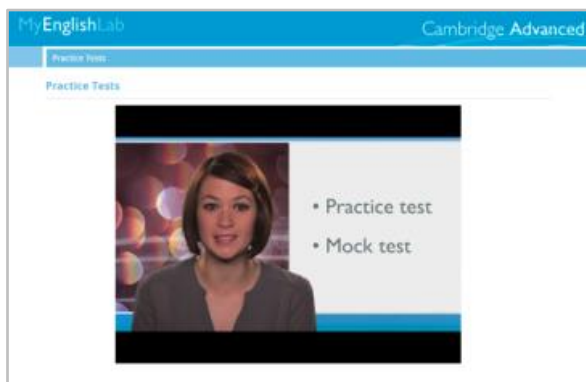 MyEnglishLab
Cambridge Advanced
Practice Tests
Practice Tests
• Practice test
• Mock test